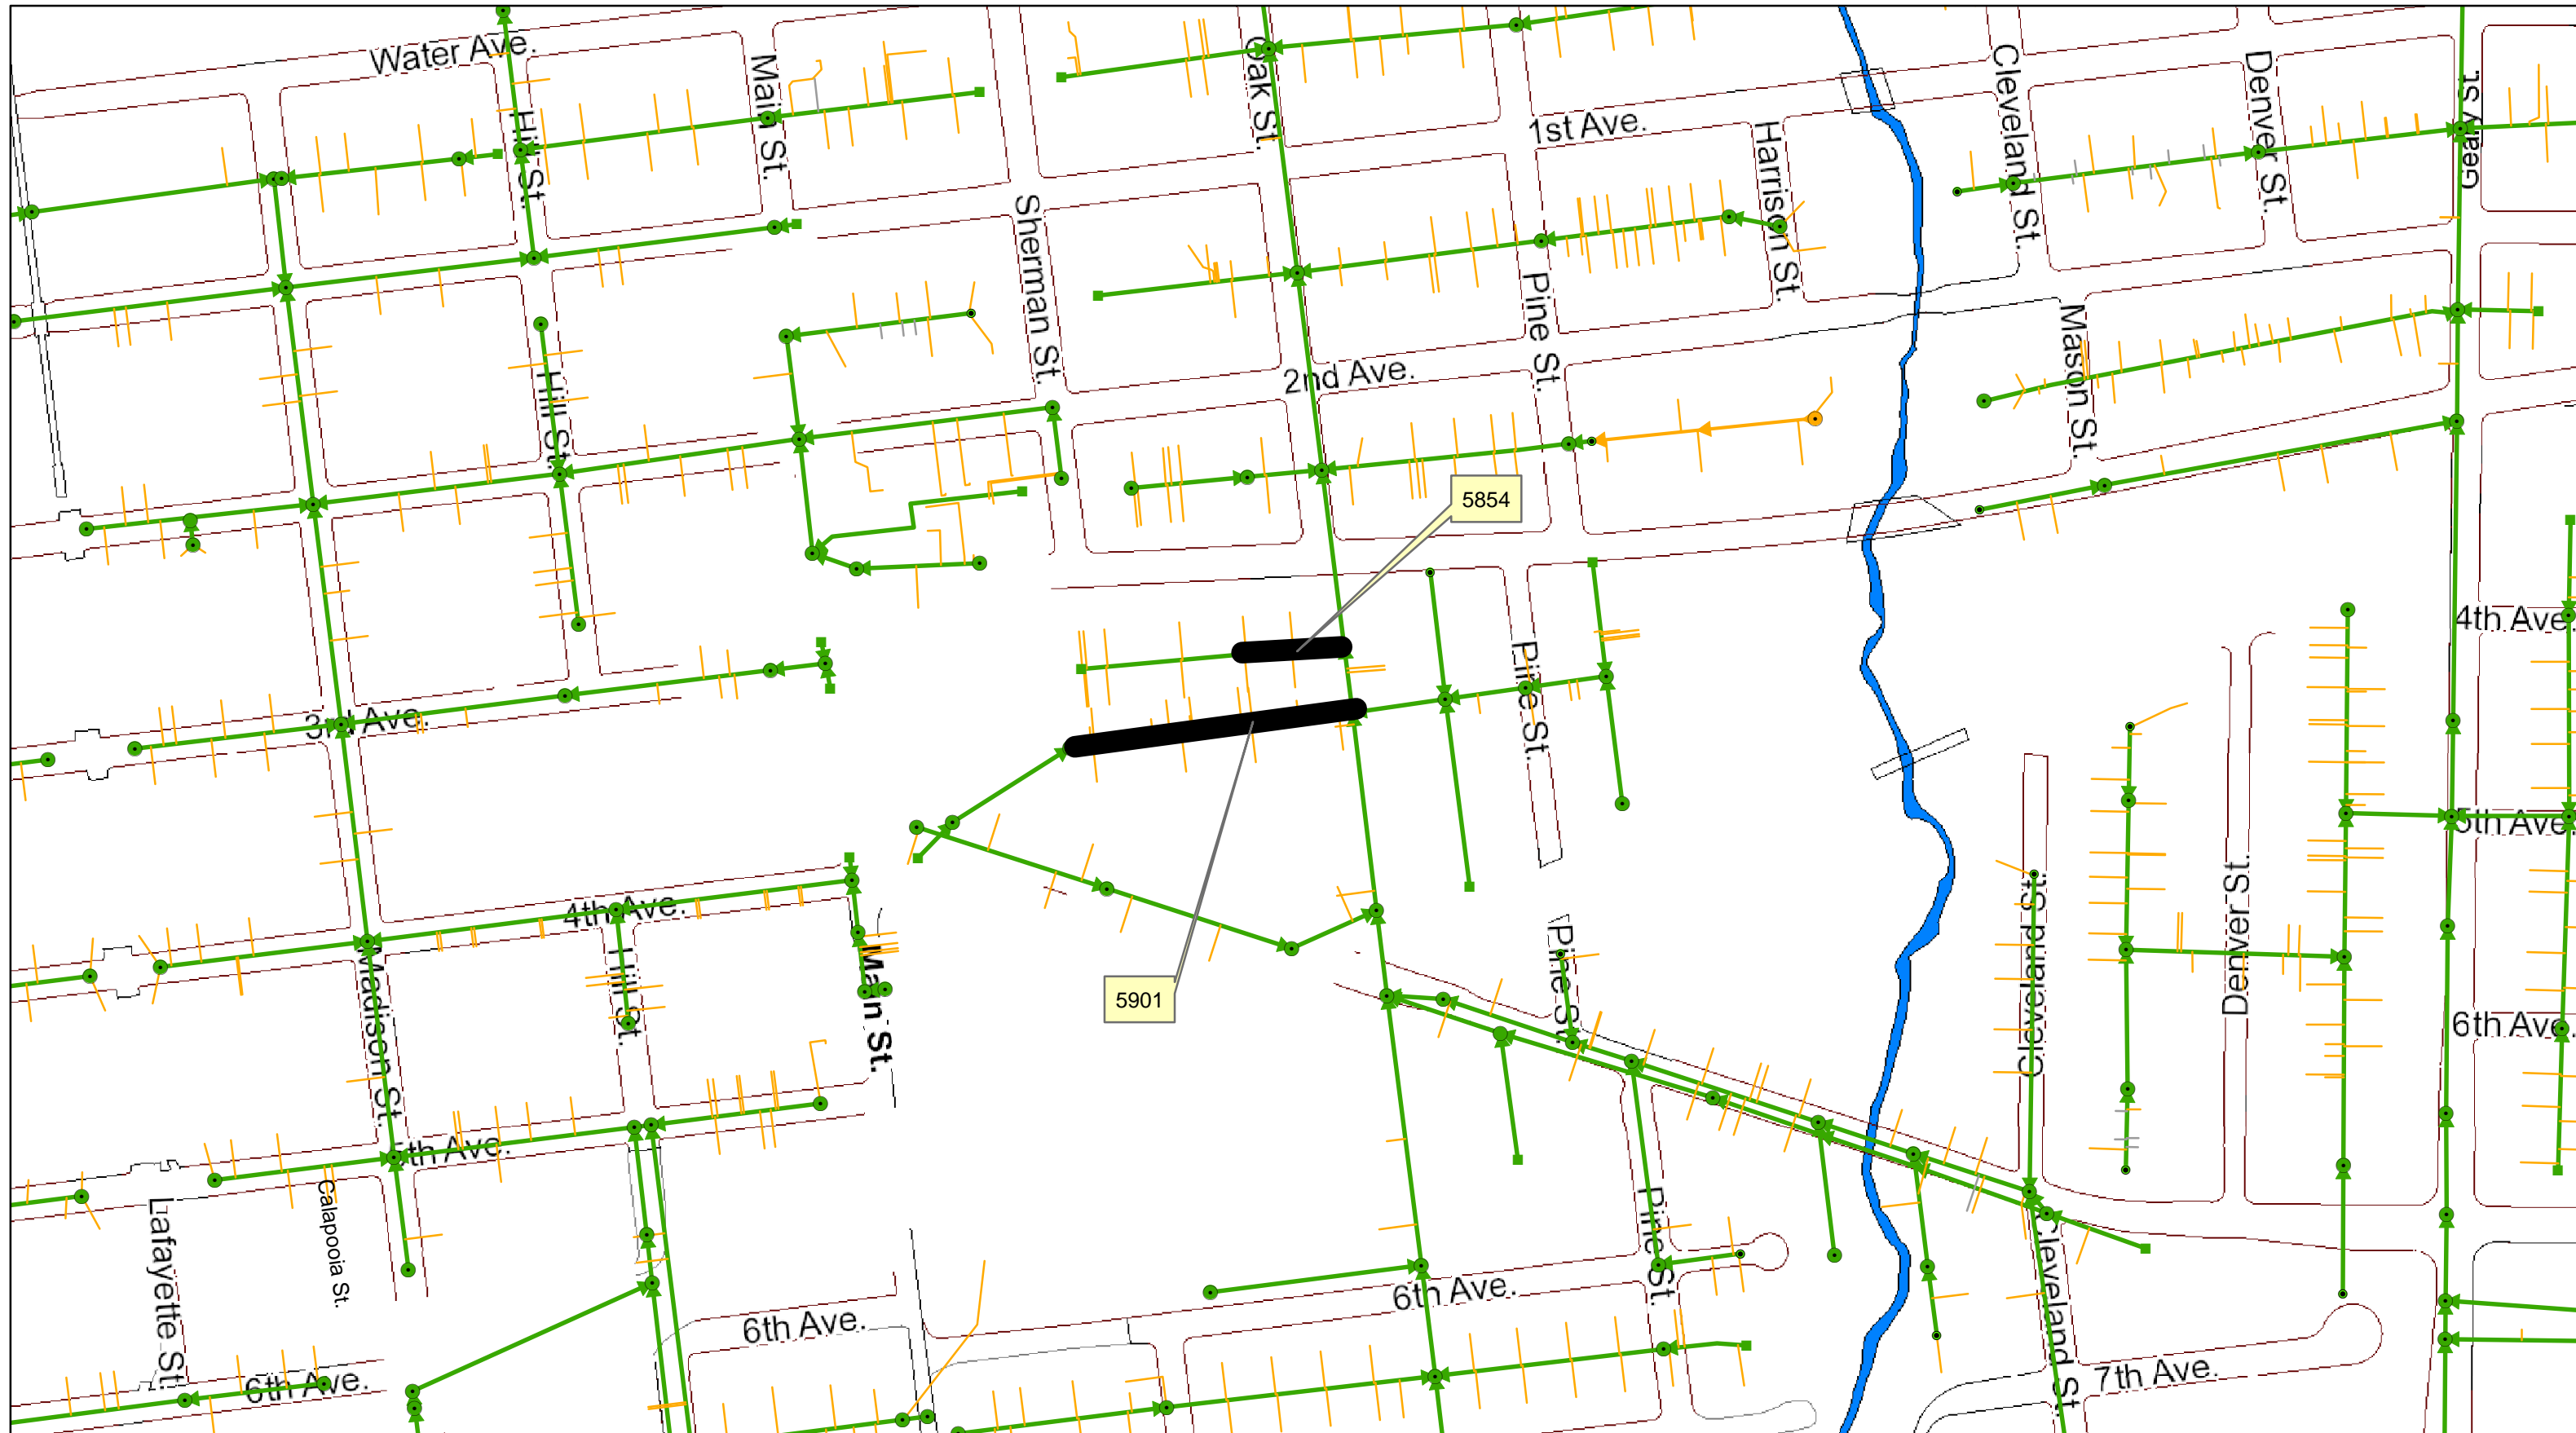 Water Ave.
Main St.
Hill St.
Oak St.
1st Ave.
Harrison St.
Cleveland St.
Denver St.
Geary St.
Sherman St.
Pine St.
2nd Ave.
Mason St.
Hill St.
5854
4th Ave.
Pine St.
3rd Ave.
5th Ave.
4th Ave.
Hill St.
Main St.
Madison St.
5901
Pine St.
Cleveland St.
Denver St.
6th Ave.
5th Ave.
Calapooia St.
Lafayette St.
6th Ave.
6th Ave.
6th Ave.
Pine St.
Cleveland St.
7th Ave.